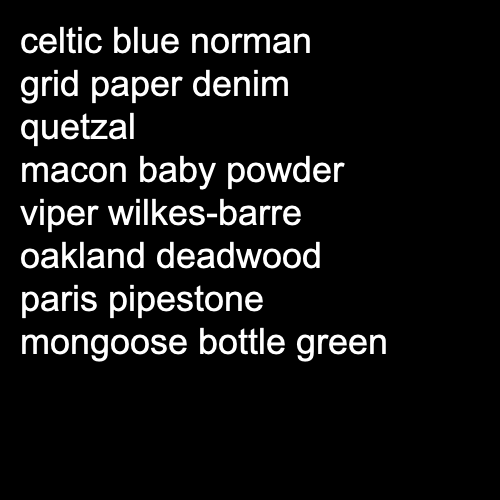 celtic blue norman
grid paper denim
quetzal
macon baby powder
viper wilkes-barre
oakland deadwood
paris pipestone
mongoose bottle green